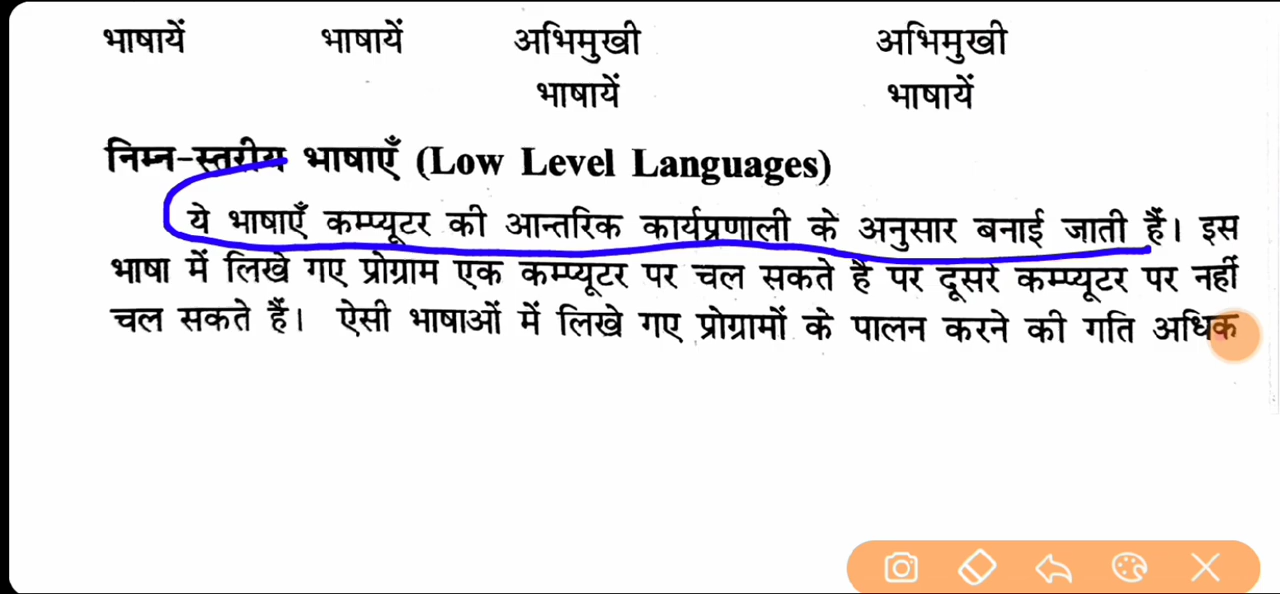 भाषायें भाषायें अभिमुखी अभिमुखी
भाषायें भाषायें
निम्न-स्तरीय भाषाएँ (Low Level Languages)
ये भाषाएँ कम्प्यूटर की आन्तरिक कार्यप्रणाली के अनुसार बनाई जाती हैं। इस
भाषा में लिखे गए प्रोग्राम एक कम्प्यूटर पर चल सकते है पर दूसरे कम्प्यूटर पर नहीं
चल सकते हैं। ऐसी भाषाओं में लिखे गए प्रोग्रामों के पालन करने की गति अधिक